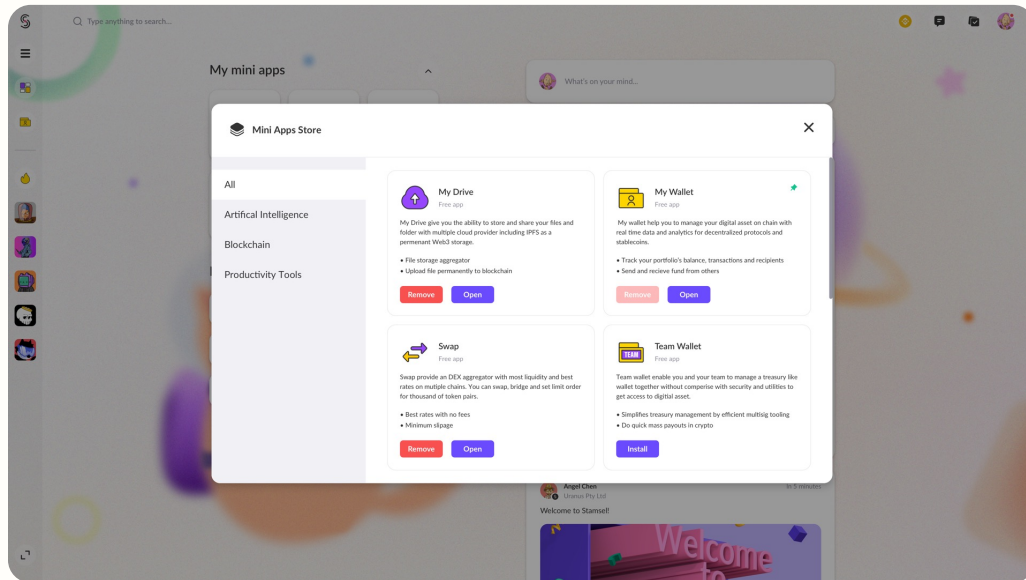 Type anything to search...
My mini apps
What's on your mind...
Mini Apps Store
All
Artifical Intelligence
Blockchain
Productivity Tools
My Drive
Free app
My Drive give you the ability to store and share your files and
folder with multiple cloud provider including IPFS as a
permenant Web3 storage.
• File storage aggregator
• Upload file permanently to blockchain
Remove
Open
My Wallet
Free app
My wallet help you to manage your digital asset on chain with
real time data and analytics for decentralized protocols and
stablecoins.
• Track your portfolio's balance, transactions and recipients
• Send and recieve fund from others
Remove
Open
Swap
Free app
Swap provide an DEX aggregator with most liquidity and best
rates on mutiple chains. You can swap, bridge and set limit order
for thousand of token pairs.
• Best rates with no fees
• Minimum slipage
Remove
Open
TEAM
Team Wallet
Free app
Team wallet enable you and your team to manage a treasury like
wallet together without comperise with security and utilities to
get access to digitial asset.
• Simplfies treasury management by efficient multisig tooling
• Do quick mass payouts in crypto
Install
Angel Chen
Uranus Pty Ltd
In 5 minutes
Welcome to Stamsel!
Welcome
to